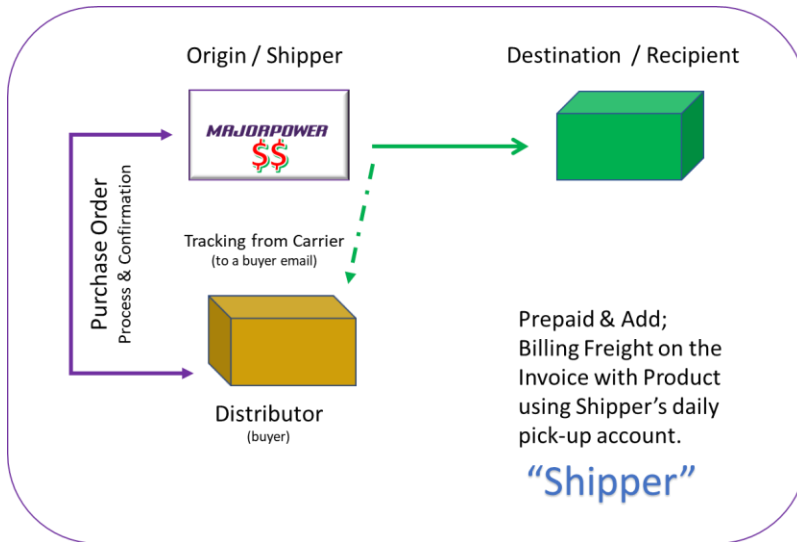 Origin / Shipper
Destination / Recipient
MAJORPOWER
$$
Purchase Order
Process & Confirmation
Tracking from Carrier
(to a buyer email)
Distributor
(buyer)
Prepaid & Add;
Billing Freight on the
Invoice with Product
using Shipper’s daily
pick-up account.
“Shipper”